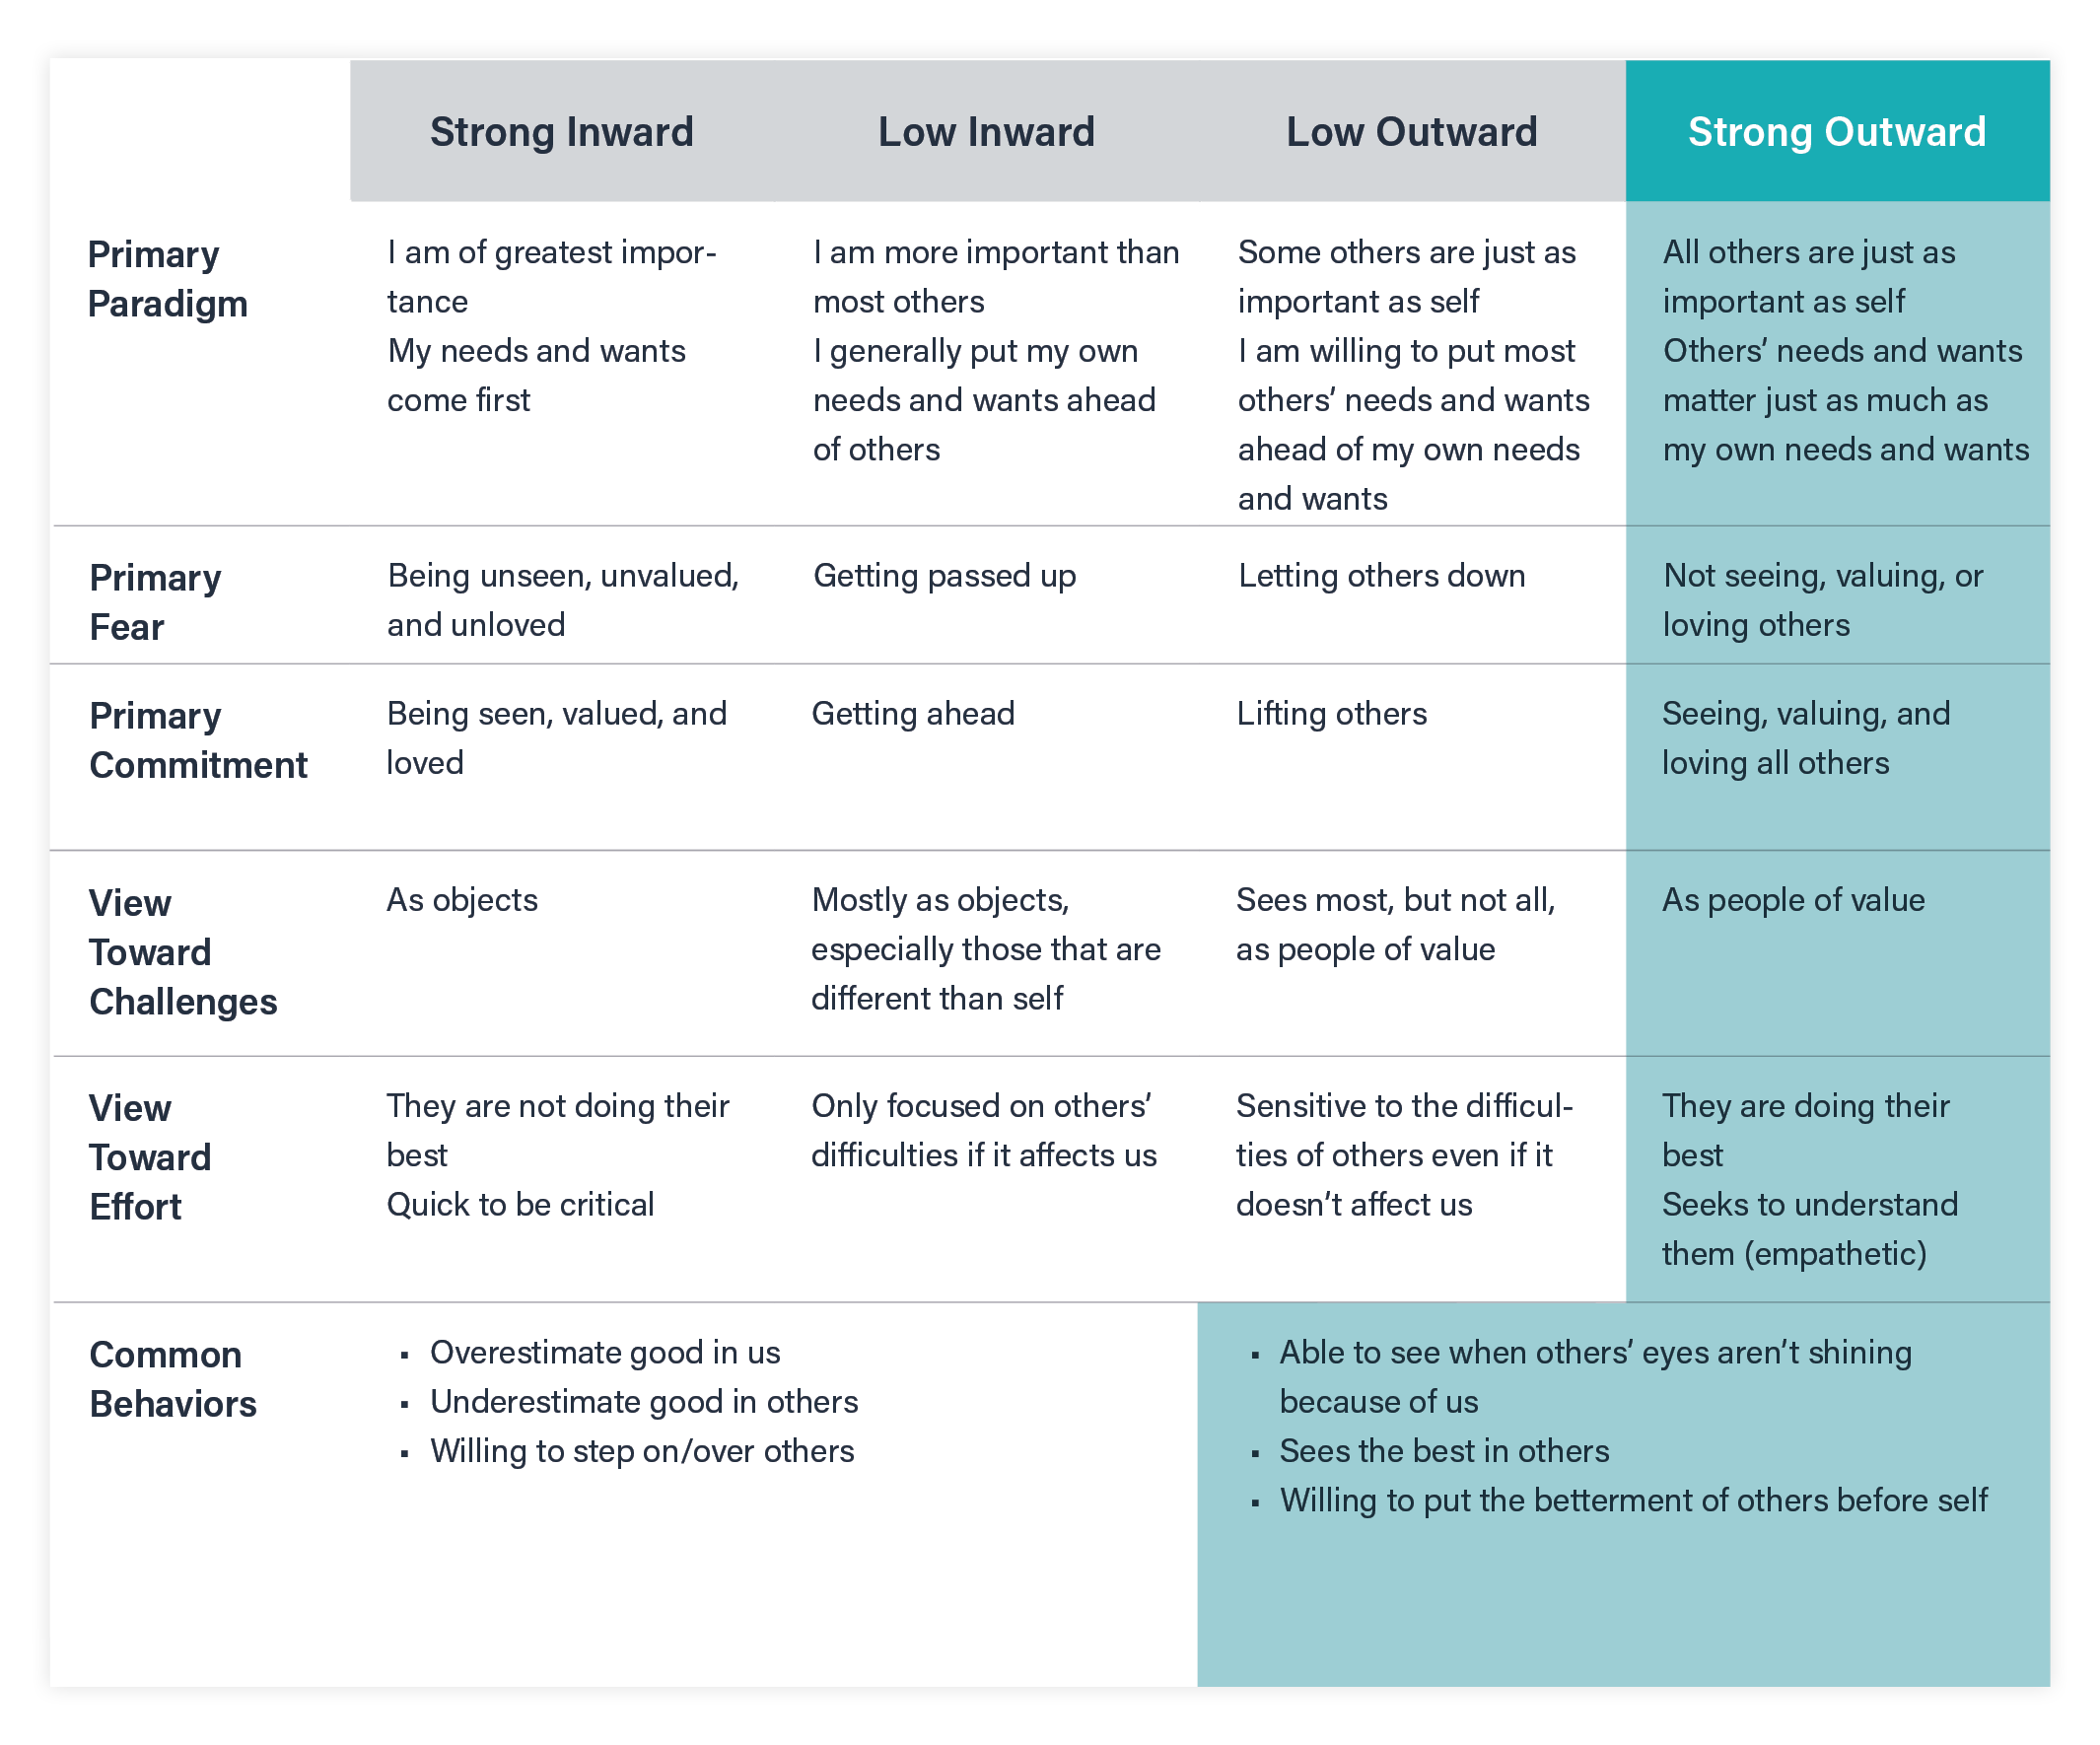 Strong Inward
Low Inward
Low Outward
Strong Outward
Primary
Paradigm
I am of greatest impor-
tance
My needs and wants
come first
I am more important than
most others
I generally put my own
needs and wants ahead
of others
Some others are just as
important as self
I am willing to put most
others’ needs and wants
ahead of my own needs
and wants
All others are just as
important as self
Others’ needs and wants
matter just as much as
my own needs and wants
Primary
Fear
Being unseen, unvalued,
and unloved
Getting passed up
Letting others down
Not seeing, valuing, or
loving others
Primary
Commitment
Being seen, valued, and
loved
Getting ahead
Lifting others
Seeing, valuing, and
loving all others
View
Toward
Challenges
As objects
Mostly as objects,
especially those that are
different than self
Sees most, but not all,
as people of value
As people of value
View
Toward
Effort
They are not doing their
best
Quick to be critical
Only focused on others’
difficulties if it affects us
Sensitive to the difficul-
ties of others even if it
doesn’t affect us
They are doing their
best
Seeks to understand
them (empathetic)
Common
Behaviors
▪ Overestimate good in us
▪ Underestimate good in others
▪ Willing to step on/over others
▪ Able to see when others’ eyes aren’t shining
because of us
▪ Sees the best in others
▪ Willing to put the betterment of others before self